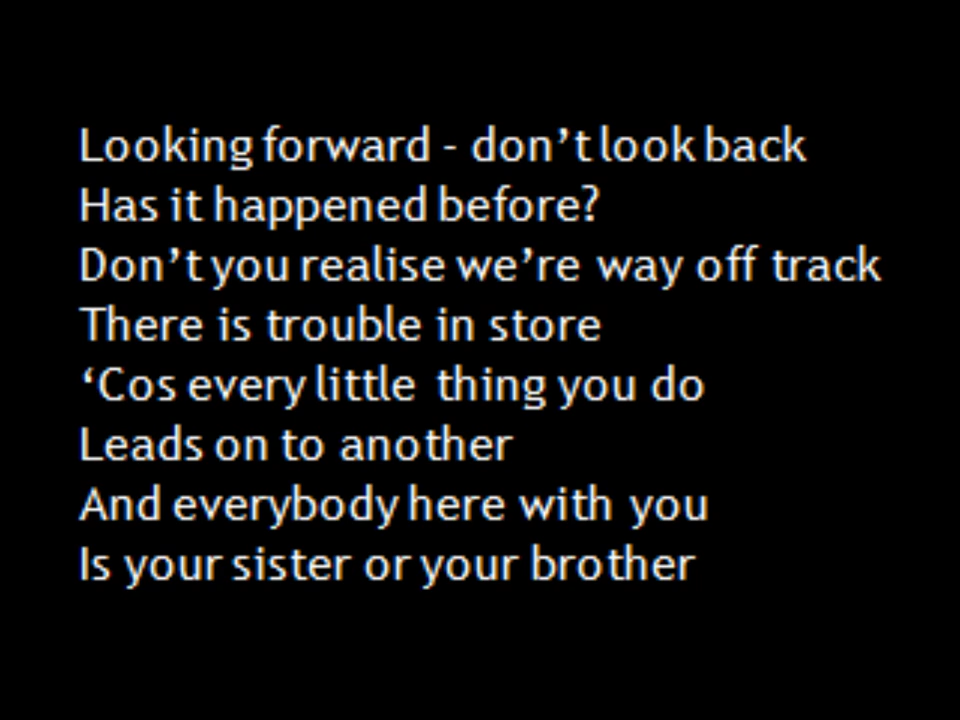 Looking forward – don’t look back
Has it happened before?
Don’t you realise we’re way off track
There is trouble in store
‘Cos every little thing you do
Leads on to another
And everybody here with you
Is your sister or your brother